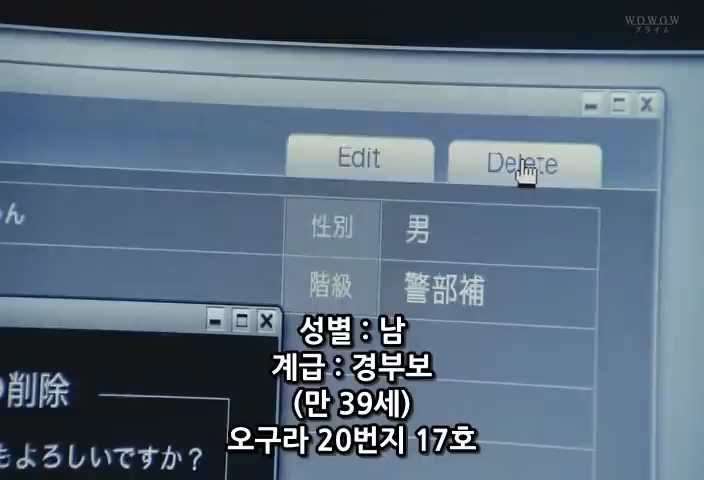 WOWOW
プライム
Edit
Delete
ん
性別 男
階級 警部補
削除
もよろしいですか？
성별 : 남
계급 : 경부보
(만 39세)
오구라 20번지 17호